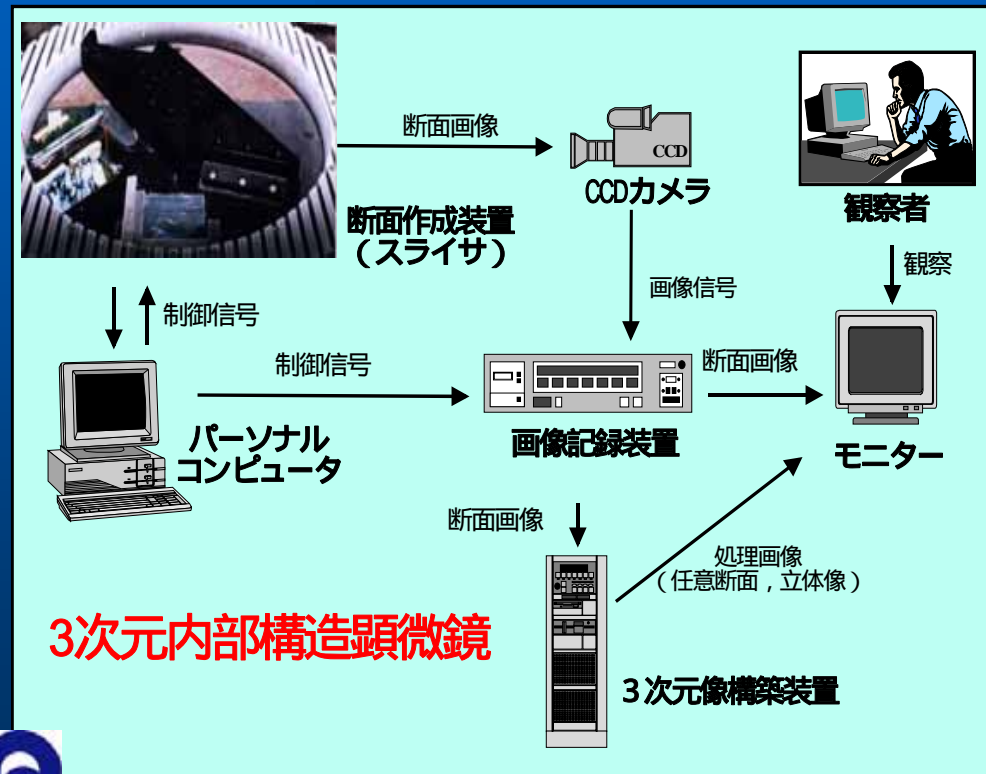 断面画像
CCD
CCDカメラ
観察者
断面作成装置
（スライサ）
観察
画像信号
制御信号
制御信号
断面画像
パーソナル
コンピュータ
画像記録装置
モニター
断面画像
処理画像
（任意断面，立体像）
3次元内部構造顕微鏡
３次元像構築装置